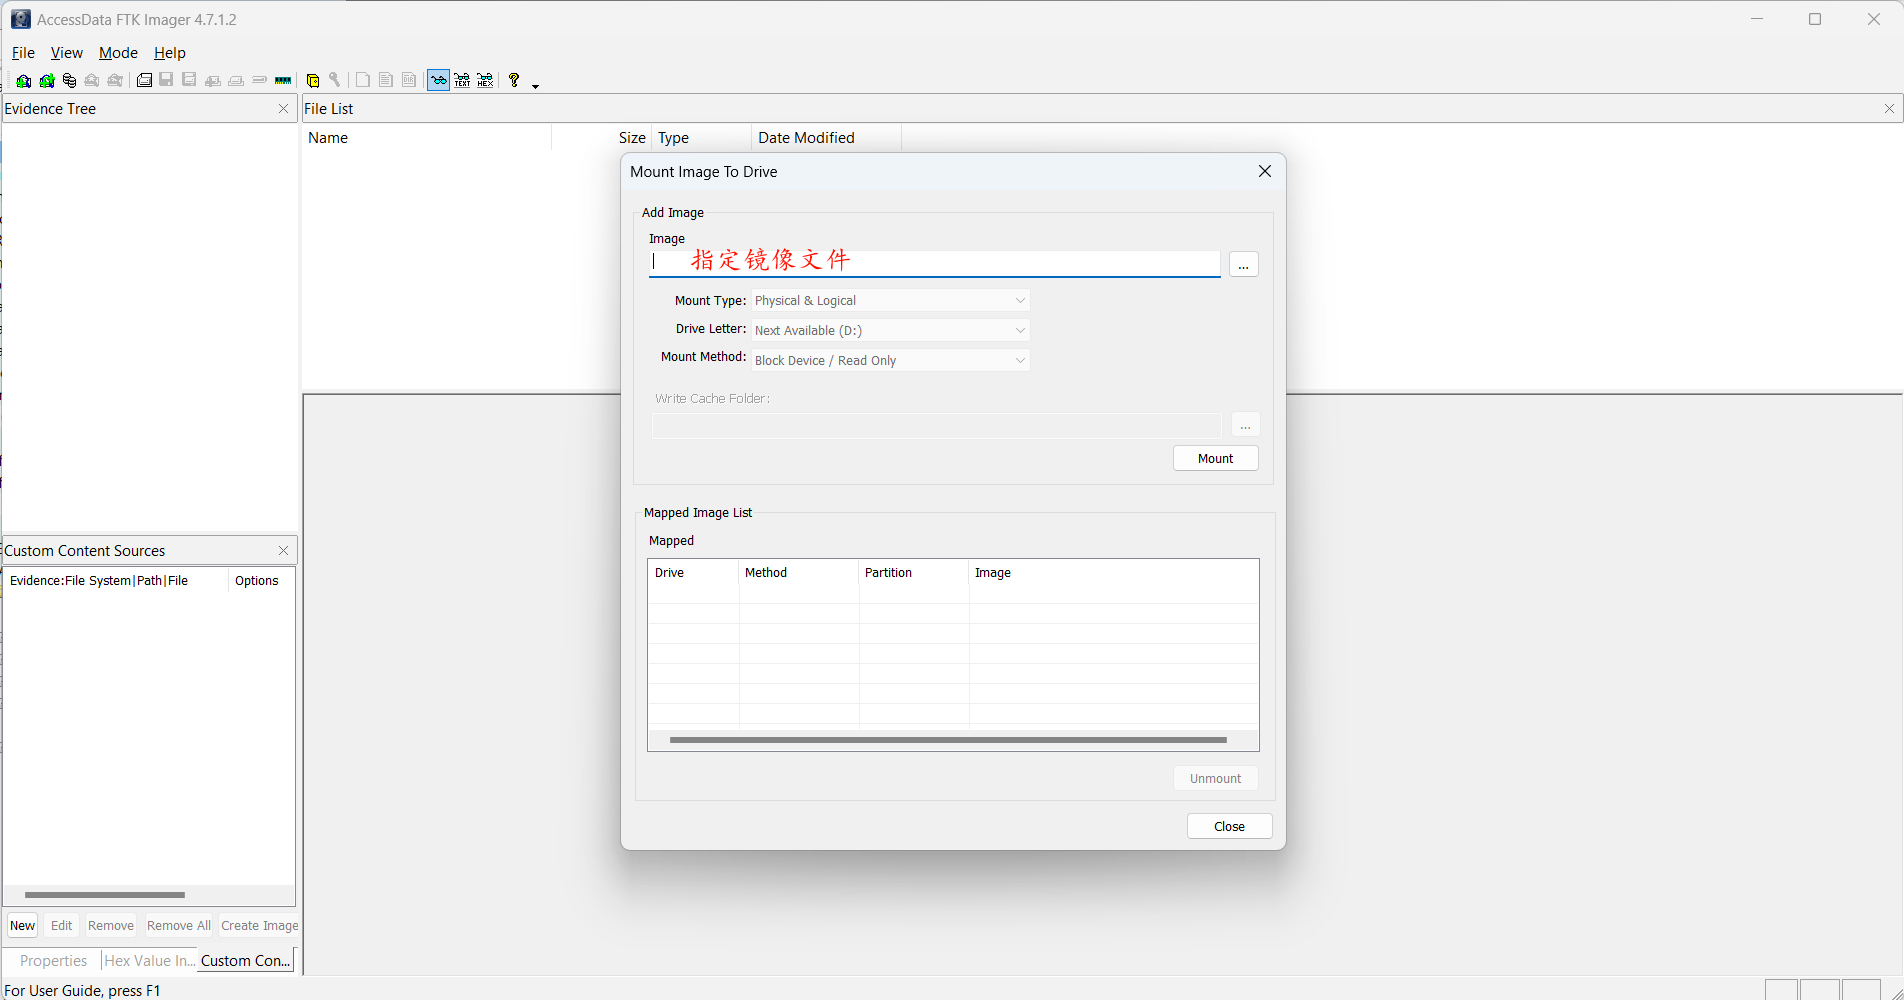 AccessData FTK Imager 4.7.1.2
File View Mode Help
TEXT HEX
Evidence Tree
File List
Name Size Type Date Modified
Mount Image To Drive
Add Image
Image
指定镜像文件
...
Mount Type: Physical & Logical
Drive Letter: Next Available (D:)
Mount Method: Block Device / Read Only
Write Cache Folder:
...
Mount
Mapped Image List
Mapped
Drive Method Partition Image
Unmount
Close
Custom Content Sources
Evidence:File System|Path|File Options
New Edit Remove Remove All Create Image
Properties Hex Value In... Custom Con...
For User Guide, press F1